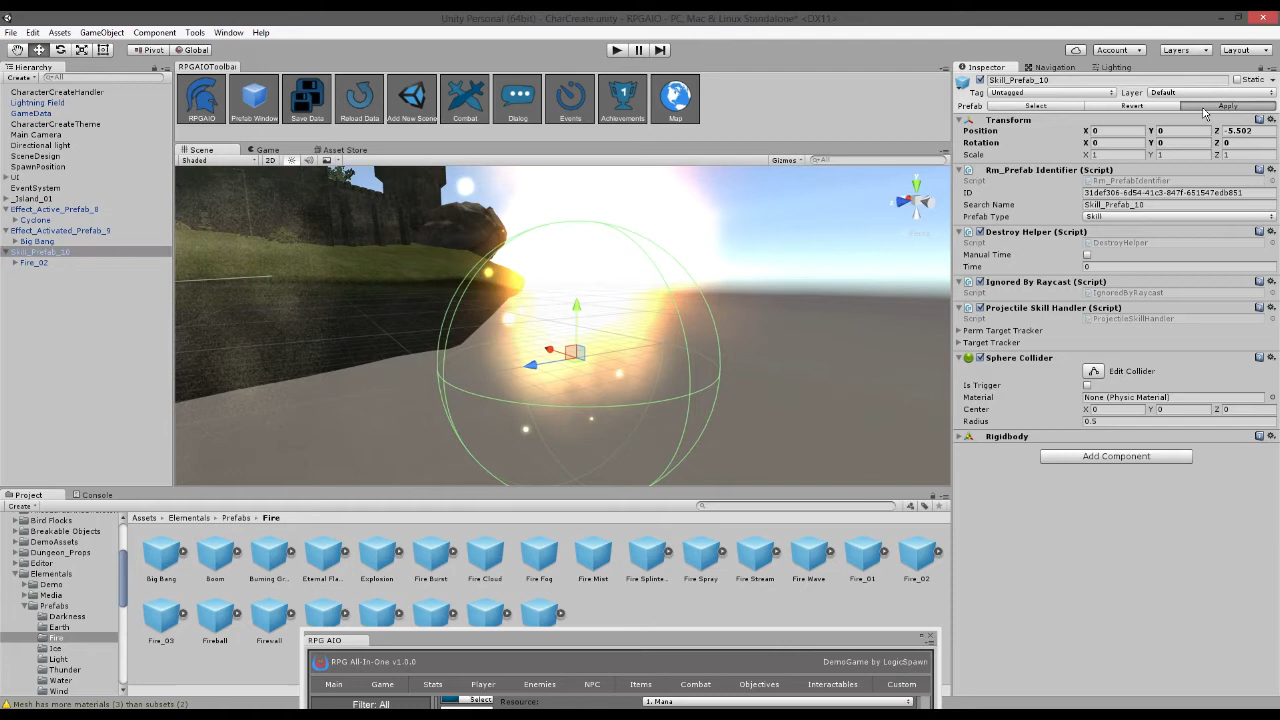 Unity Personal (64bit) - CharCreate.unity - RPGAIO - PC, Mac & Linux Standalone* <DX11>
File Edit Assets GameObject Component Tools Window Help
Pivot Global Account Layers Layout
Hierarchy
Create All
CharacterCreateHandler
Lightning Field
GameData
CharacterCreateTheme
Main Camera
Directional light
SceneDesign
SpawnPosition
UI
EventSystem
_Island_01
Effect_Active_Prefab_8
Cyclone
Effect_Activated_Prefab_9
Big Bang
Skill_Prefab_10
Fire_02
RPGAIOToolbar
RPGAIO Prefab Window Save Data Reload Data Add New Scene Combat Dialog Events Achievements Map
Scene Game Asset Store
Shaded 2D Gizmos All
Inspector Navigation Lighting
Skill_Prefab_10 Static
Tag Untagged Layer Default
Prefab Select Revert Apply
Transform
Position X 0 Y 0 Z -5.502
Rotation X 0 Y 0 Z 0
Scale X 1 Y 1 Z 1
Rm_Prefab Identifier (Script)
Script Rm_PrefabIdentifier
ID 31def306-6d54-41c3-847f-651547edb851
Search Name Skill_Prefab_10
Prefab Type Skill
Destroy Helper (Script)
Script DestroyHelper
Manual Time
Time 0
Ignored By Raycast (Script)
Script IgnoredByRaycast
Projectile Skill Handler (Script)
Script ProjectileSkillHandler
Perm Target Tracker
Target Tracker
Sphere Collider
Edit Collider
Is Trigger
Material None (Physic Material)
Center X 0 Y 0 Z 0
Radius 0.5
Rigidbody
Add Component
Project Console
Create
Bird Flocks
Breakable Objects
DemoAssets
Dungeon_Props
Editor
Elementals
Demo
Media
Prefabs
Darkness
Earth
Fire
Ice
Light
Thunder
Water
Wind
Assets Elementals Prefabs Fire
Big Bang Boom Burning Gr... Eternal Fla... Explosion Fire Burst Fire Cloud Fire Fog Fire Mist Fire Splinte... Fire Spray Fire Stream Fire Wave Fire_01 Fire_02
Fire_03 Fireball Firewall
RPG AIO
RPG All-In-One v1.0.0 DemoGame by LogicSpawn
Main Game Stats Player Enemies NPC Items Combat Objectives Interactables Custom
Filter: All Select Resource: 1. Mana
Mesh has more materials (3) than subsets (2)